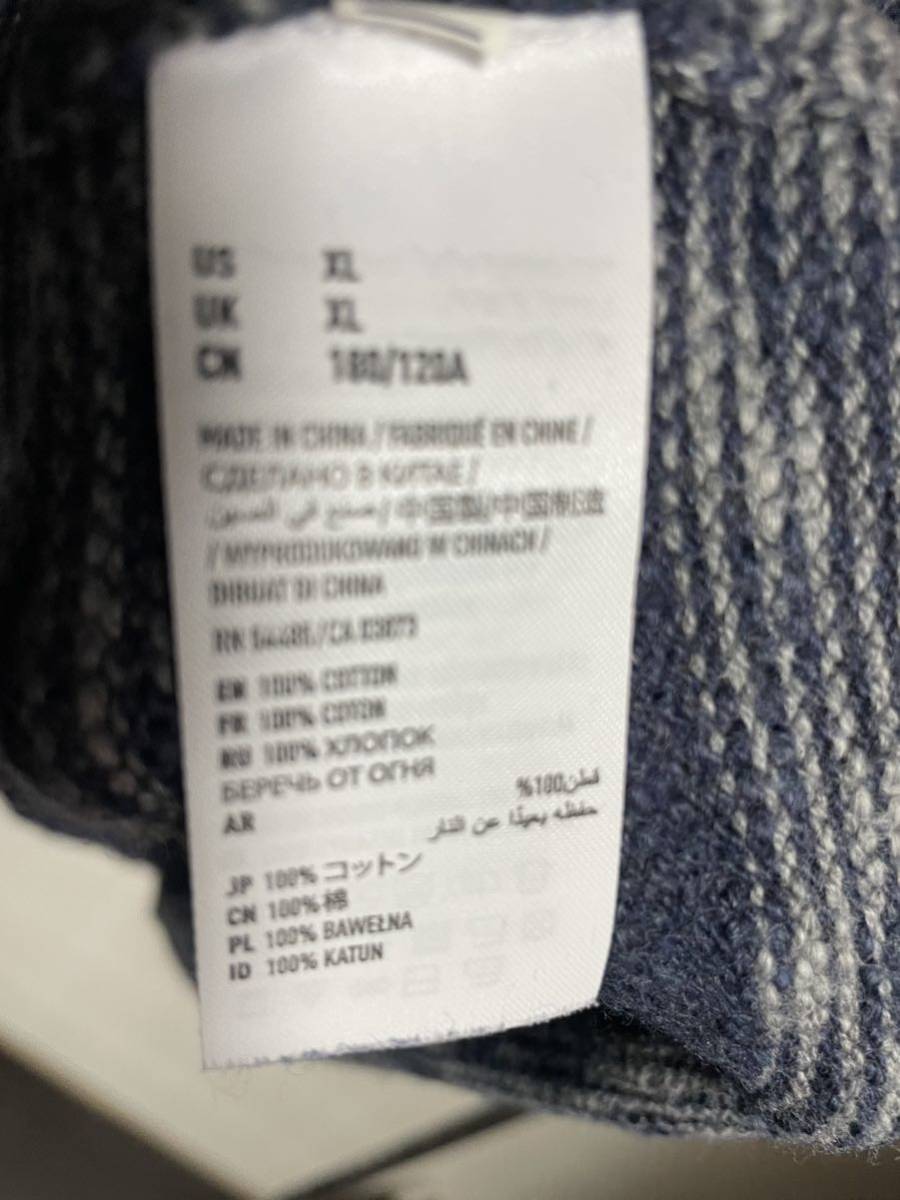 US XL
UK XL
CN 180/120A
MADE IN CHINA / FABRIQUÉ EN CHINE /
СДЕЛАНО В КИТАЕ /
صنع في الصين / 中国製/中国制造
/ WYPRODUKOWANO W CHINACH /
DIBUAT DI CHINA
EN 100% COTTON
FR 100% COTON
RU 100% ХЛОПОК
БЕРЕЧЬ ОТ ОГНЯ
AR قطن100%
حفظه بعيدًا عن النار
JP 100% コットン
CN 100% 棉
PL 100% BAWEŁNA
ID 100% KATUN